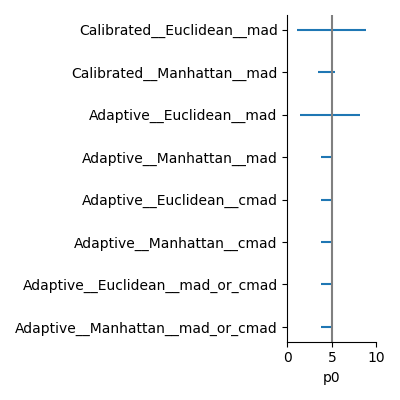 Calibrated__Euclidean__mad
Calibrated__Manhattan__mad
Adaptive__Euclidean__mad
Adaptive__Manhattan__mad
Adaptive__Euclidean__cmad
Adaptive__Manhattan__cmad
Adaptive__Euclidean__mad_or_cmad
Adaptive__Manhattan__mad_or_cmad
0 5 10
p0